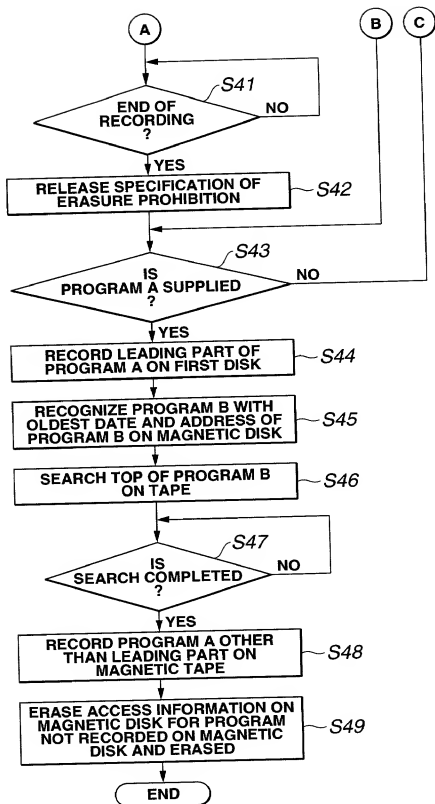 A
B
C
S41
END OF
RECORDING
?
NO
YES
RELEASE SPECIFICATION OF
ERASURE PROHIBITION
S42
S43
IS
PROGRAM A SUPPLIED
?
NO
YES
RECORD LEADING PART OF
PROGRAM A ON FIRST DISK
S44
RECOGNIZE PROGRAM B WITH
OLDEST DATE AND ADDRESS OF
PROGRAM B ON MAGNETIC DISK
S45
SEARCH TOP OF PROGRAM B
ON TAPE
S46
S47
IS
SEARCH COMPLETED
?
NO
YES
RECORD PROGRAM A OTHER
THAN LEADING PART ON
MAGNETIC TAPE
S48
ERASE ACCESS INFORMATION ON
MAGNETIC DISK FOR PROGRAM
NOT RECORDED ON MAGNETIC
DISK AND ERASED
S49
END